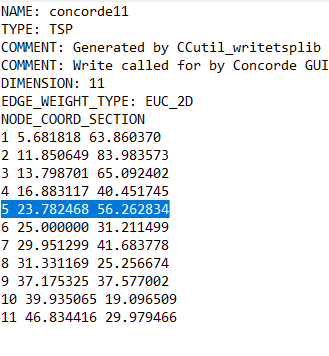 NAME: concorde11
TYPE: TSP
COMMENT: Generated by CCutil_writetsplib
COMMENT: Write called for by Concorde GUI
DIMENSION: 11
EDGE_WEIGHT_TYPE: EUC_2D
NODE_COORD_SECTION
1 5.681818 63.860370
2 11.850649 83.983573
3 13.798701 65.092402
4 16.883117 40.451745
5 23.782468 56.262834
6 25.000000 31.211499
7 29.951299 41.683778
8 31.331169 25.256674
9 37.175325 37.577002
10 39.935065 19.096509
11 46.834416 29.979466